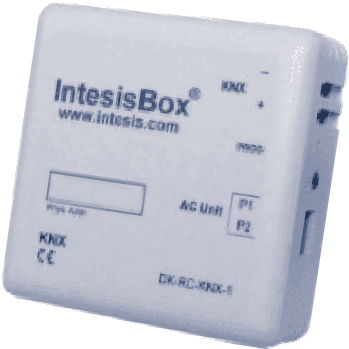 −
KNX
+
IntesisBox®
www.intesis.com
PROG
AC Unit
P1
P2
Phys. Addr.
KNX
CE
DK-RC-KNX-1